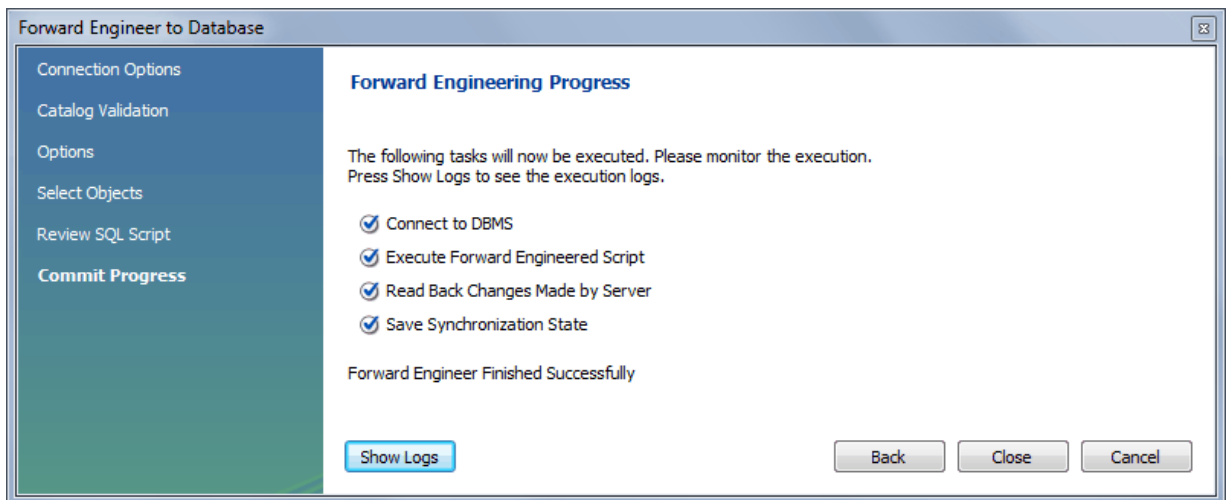 Forward Engineer to Database
Connection Options
Catalog Validation
Options
Select Objects
Review SQL Script
Commit Progress
Forward Engineering Progress
The following tasks will now be executed. Please monitor the execution.
Press Show Logs to see the execution logs.
Connect to DBMS
Execute Forward Engineered Script
Read Back Changes Made by Server
Save Synchronization State
Forward Engineer Finished Successfully
Show Logs
Back
Close
Cancel